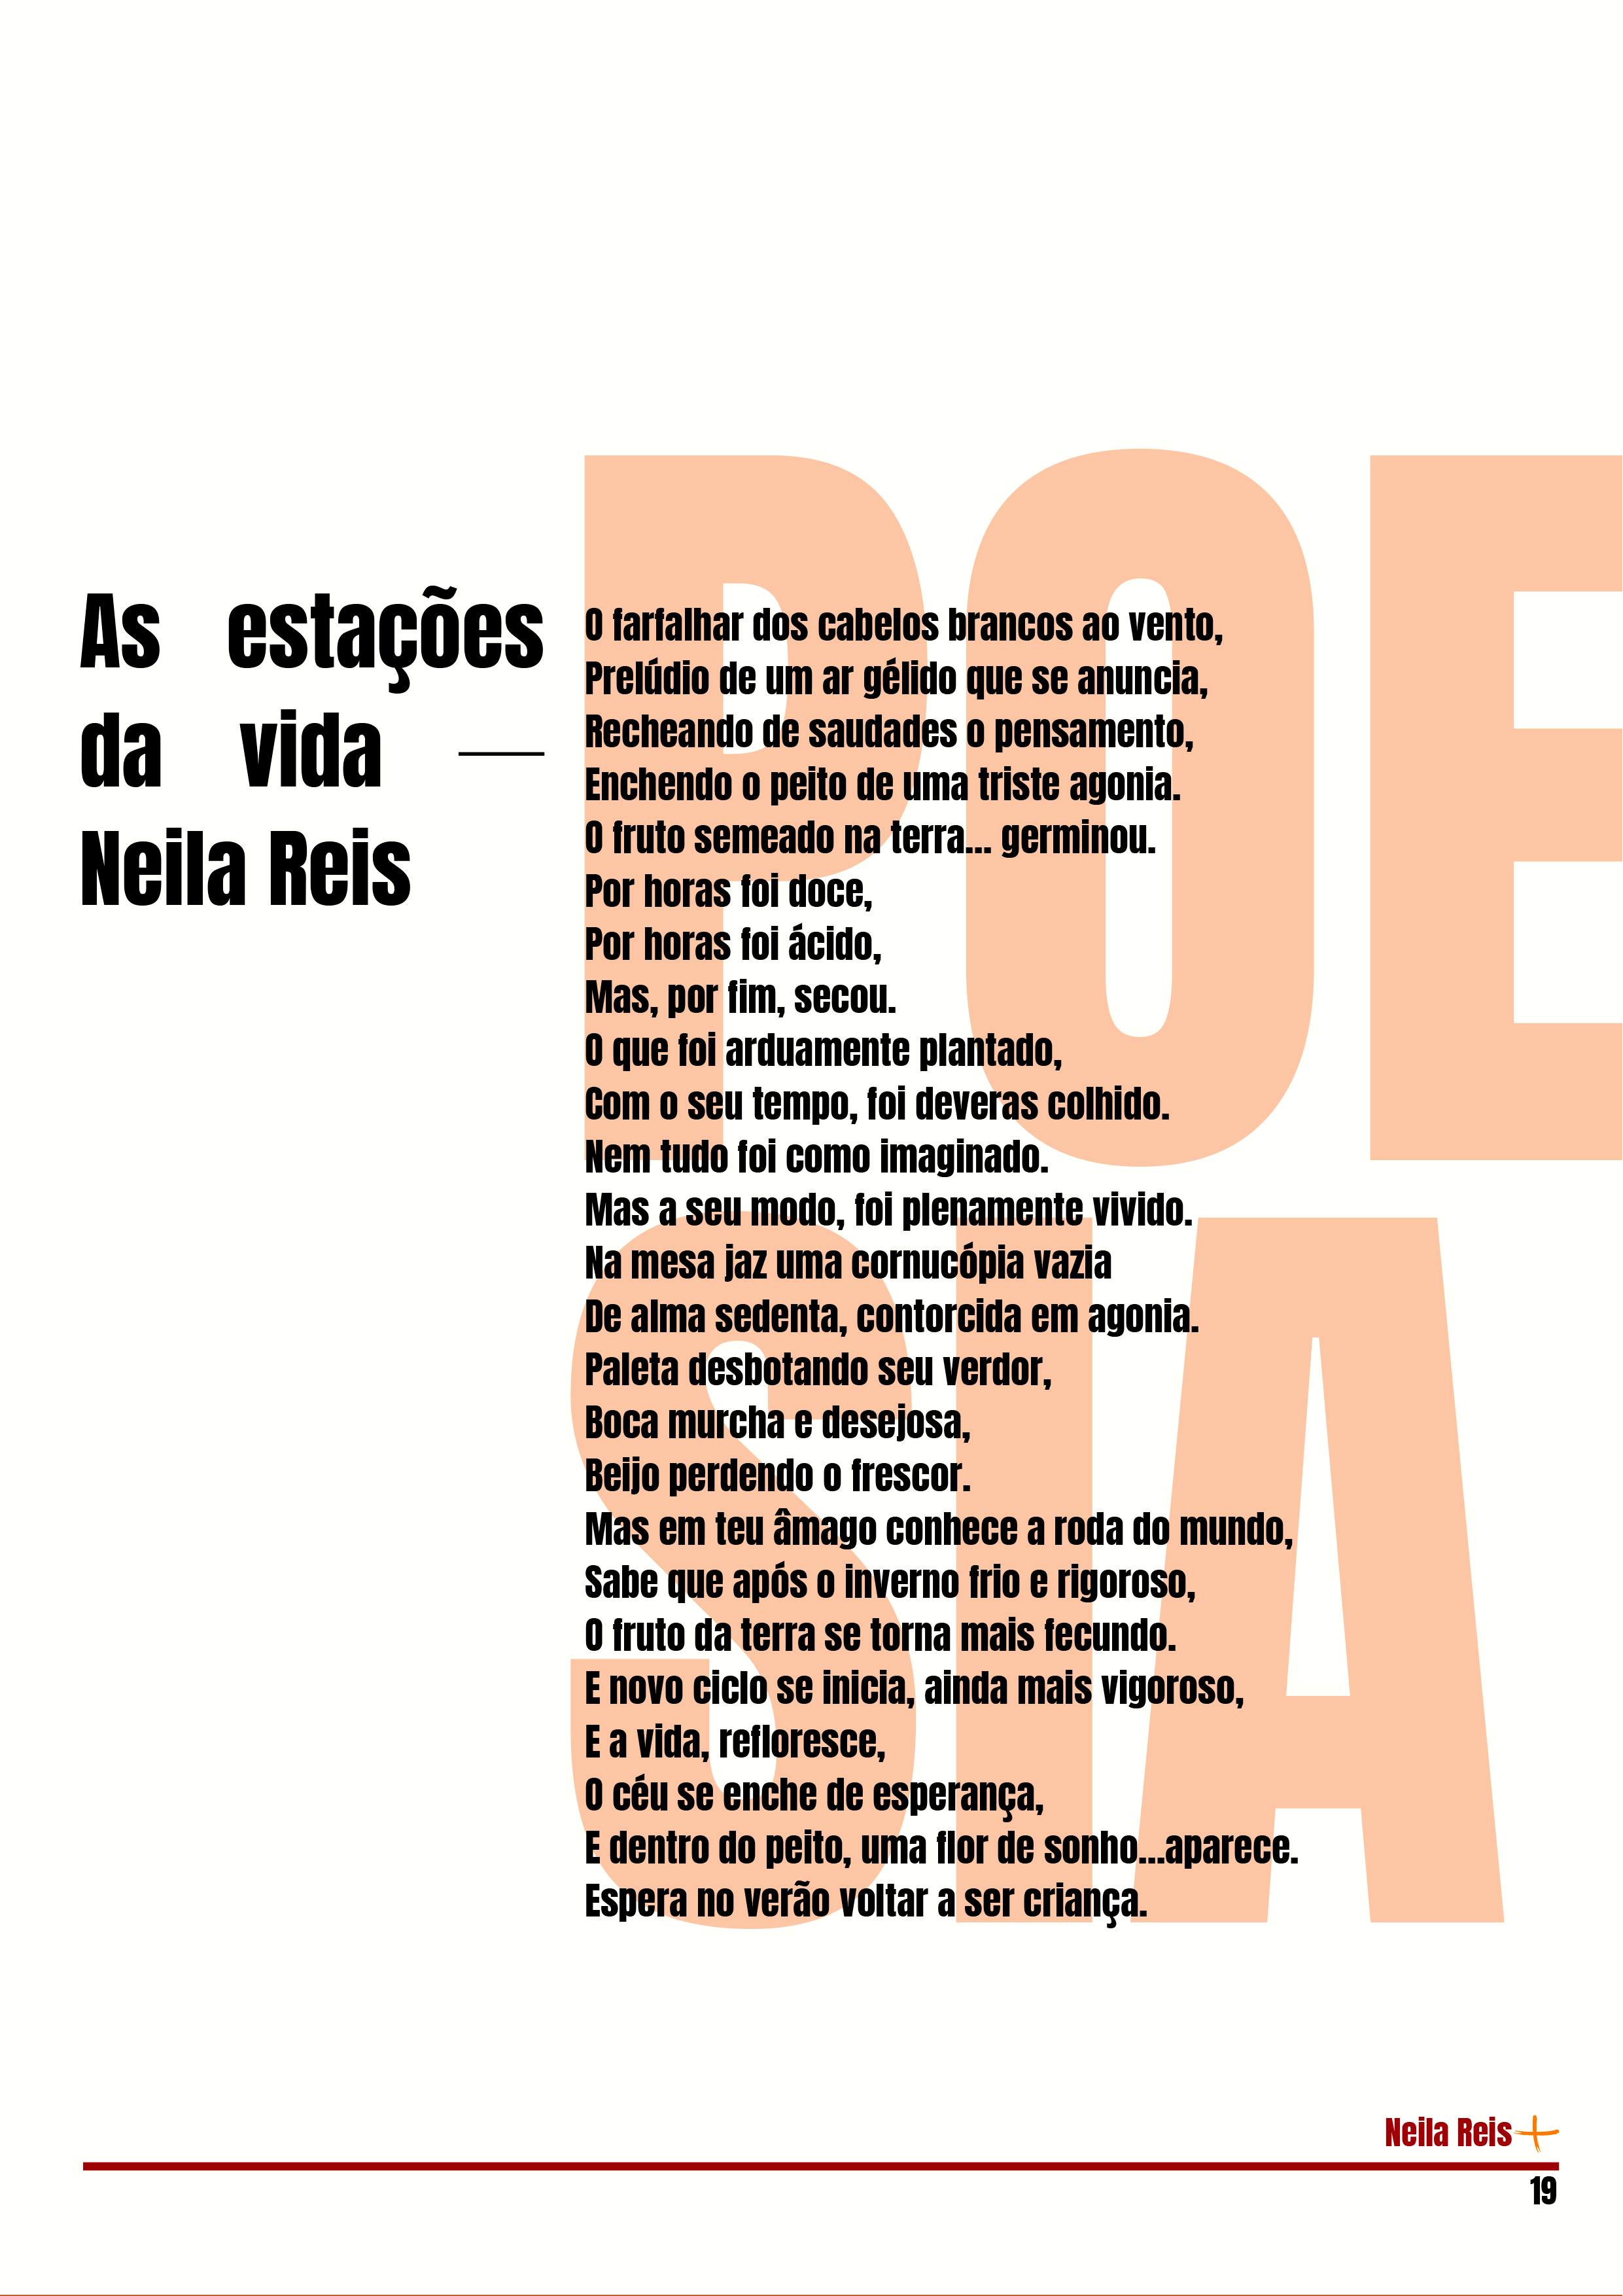 POE
SIA
As estações
da vida —
Neila Reis
O farfalhar dos cabelos brancos ao vento,
Prelúdio de um ar gélido que se anuncia,
Recheando de saudades o pensamento,
Enchendo o peito de uma triste agonia.
O fruto semeado na terra... germinou.
Por horas foi doce,
Por horas foi ácido,
Mas, por fim, secou.
O que foi arduamente plantado,
Com o seu tempo, foi deveras colhido.
Nem tudo foi como imaginado.
Mas a seu modo, foi plenamente vivido.
Na mesa jaz uma cornucópia vazia
De alma sedenta, contorcida em agonia.
Paleta desbotando seu verdor,
Boca murcha e desejosa,
Beijo perdendo o frescor.
Mas em teu âmago conhece a roda do mundo,
Sabe que após o inverno frio e rigoroso,
O fruto da terra se torna mais fecundo.
E novo ciclo se inicia, ainda mais vigoroso,
E a vida, refloresce,
O céu se enche de esperança,
E dentro do peito, uma flor de sonho...aparece.
Espera no verão voltar a ser criança.
Neila Reis
19